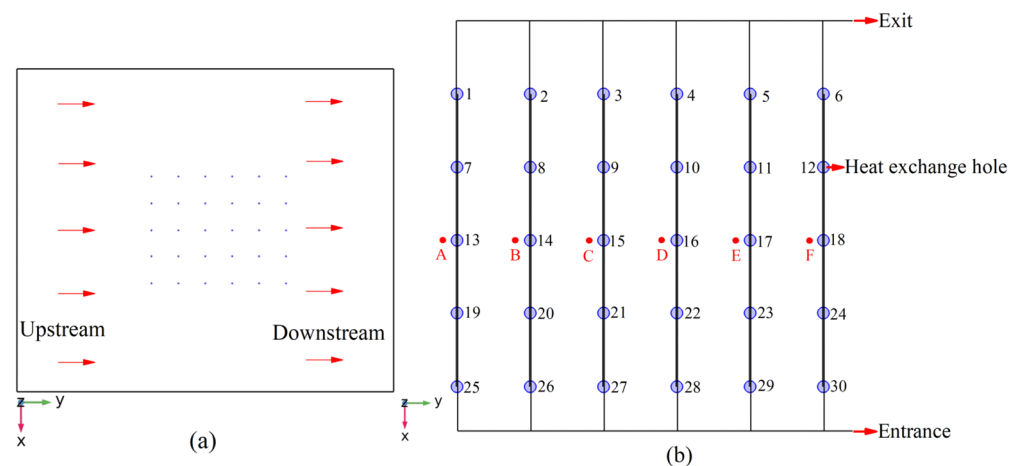 Upstream
Downstream
z y
x
(a)
Exit
1 2 3 4 5 6
7 8 9 10 11 12 Heat exchange hole
13 14 15 16 17 18
A B C D E F
19 20 21 22 23 24
25 26 27 28 29 30
z y
x
Entrance
(b)